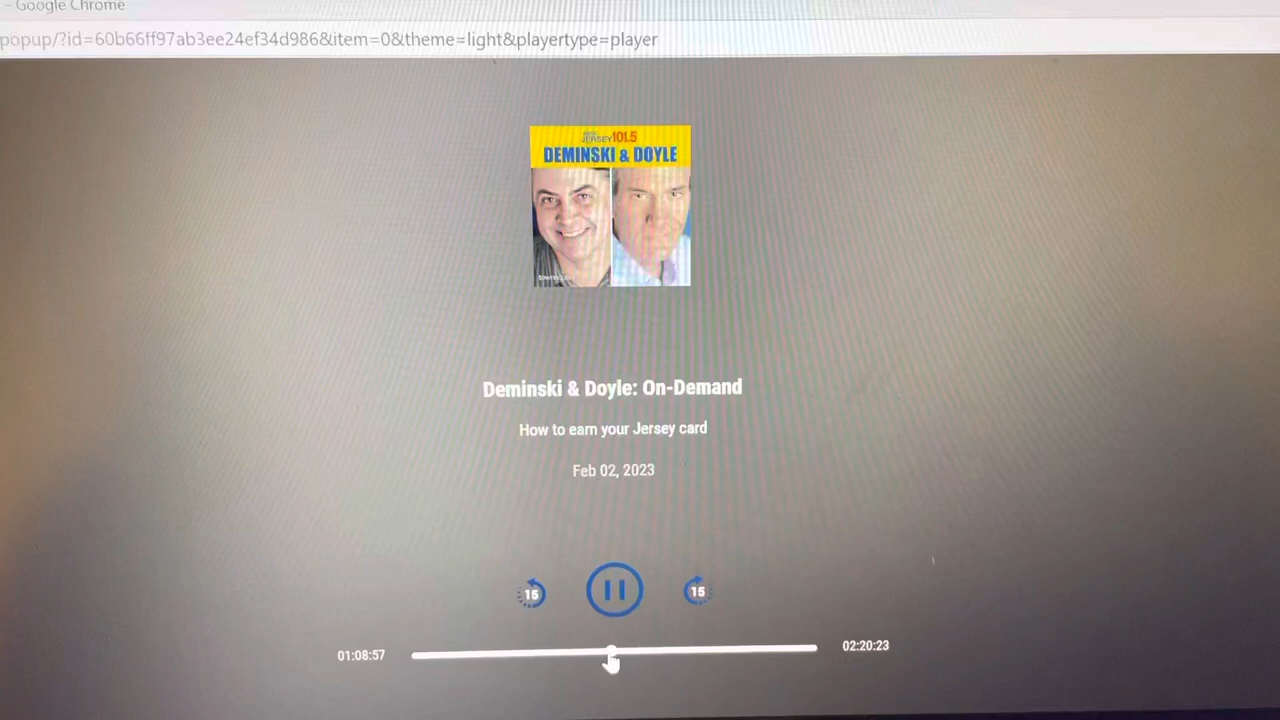 - Google Chrome
popup/?id=60b66ff97ab3ee24ef34d986&item=0&theme=light&playertype=player
NEW
JERSEY 101.5
DEMINSKI & DOYLE
Deminski & Doyle: On-Demand
How to earn your Jersey card
Feb 02, 2023
15
15
01:08:57
02:20:23